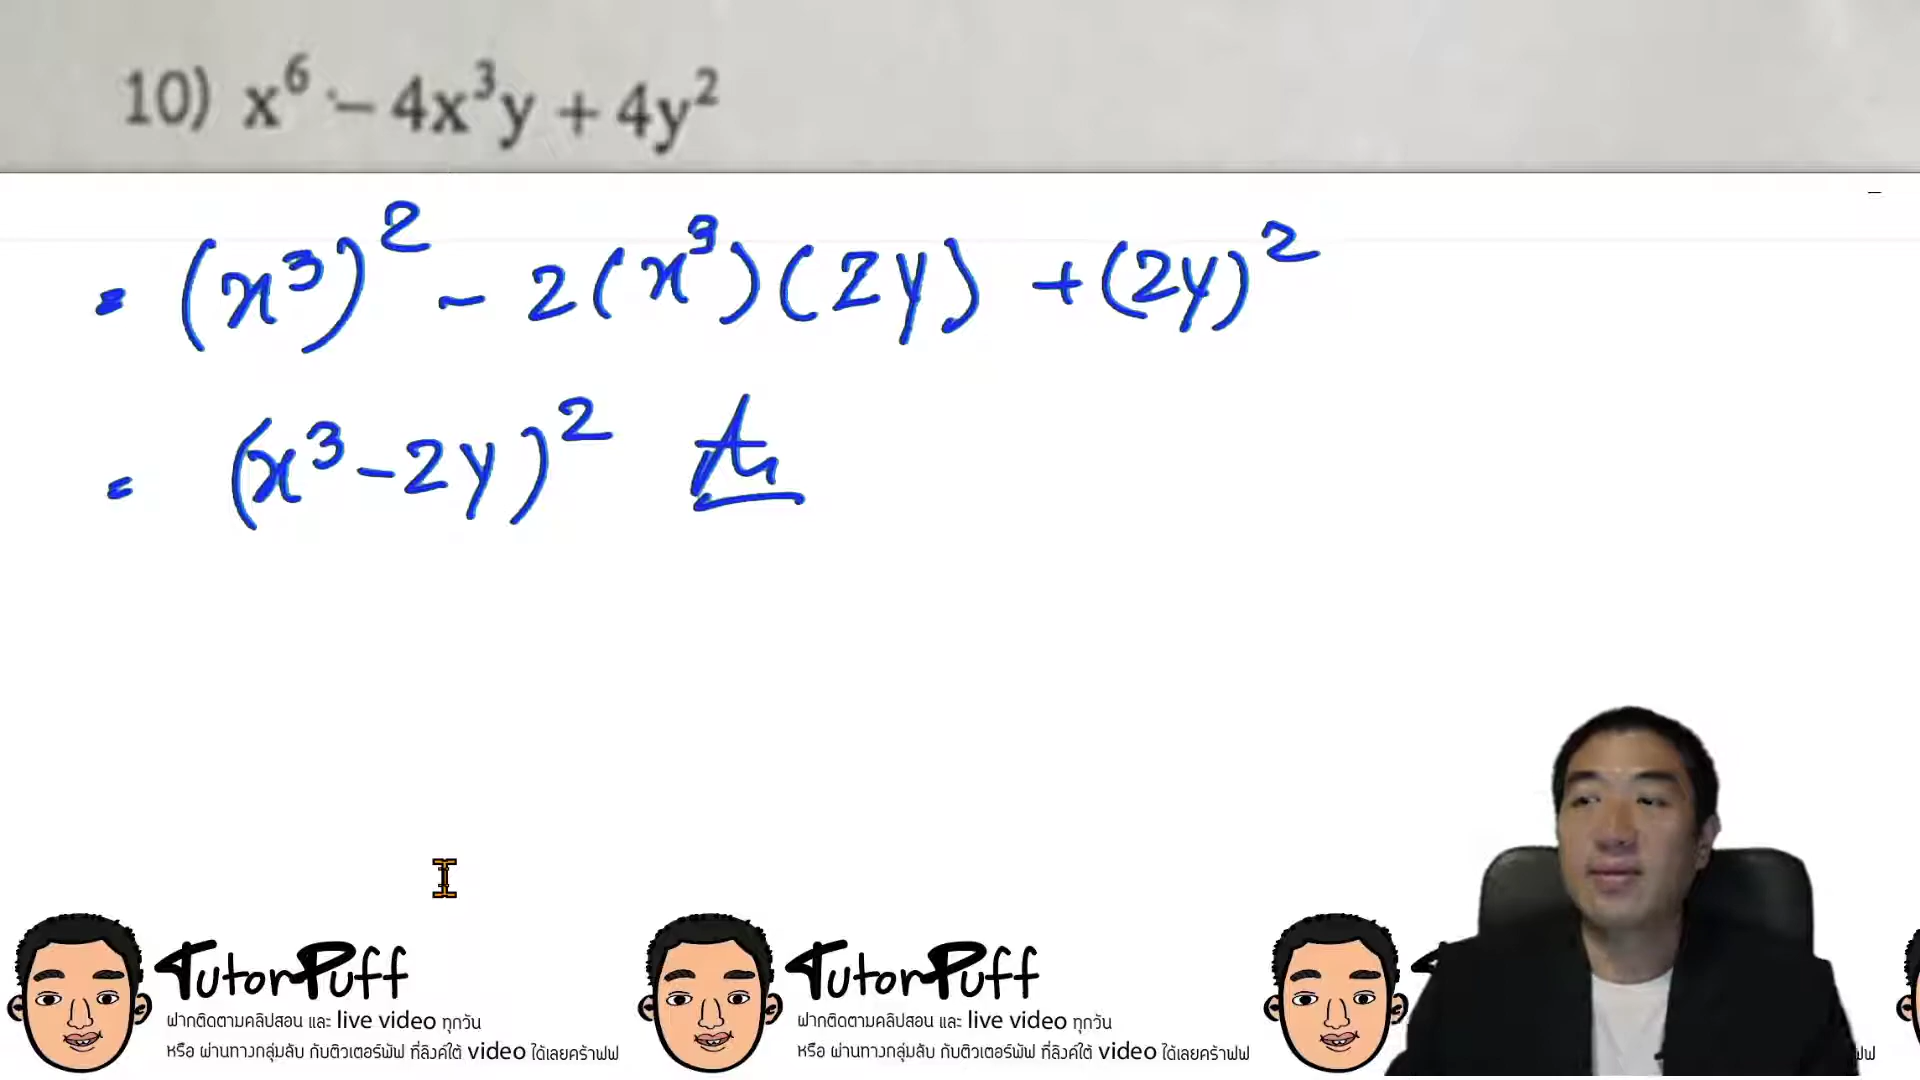 10) x⁶ - 4x³y + 4y²
= (x³)² - 2(x³)(2y) + (2y)²
= (x³-2y)²
TutorPuff
ฝากติดตามคลิปสอน และ live video ทุกวัน
หรือ ผ่านทางกลุ่มลับ กับติวเตอร์พัฟ ที่ลิงค์ใต้ video ได้เลยคร้าฟฟ
TutorPuff
ฝากติดตามคลิปสอน และ live video ทุกวัน
หรือ ผ่านทางกลุ่มลับ กับติวเตอร์พัฟ ที่ลิงค์ใต้ video ได้เลยคร้าฟฟ